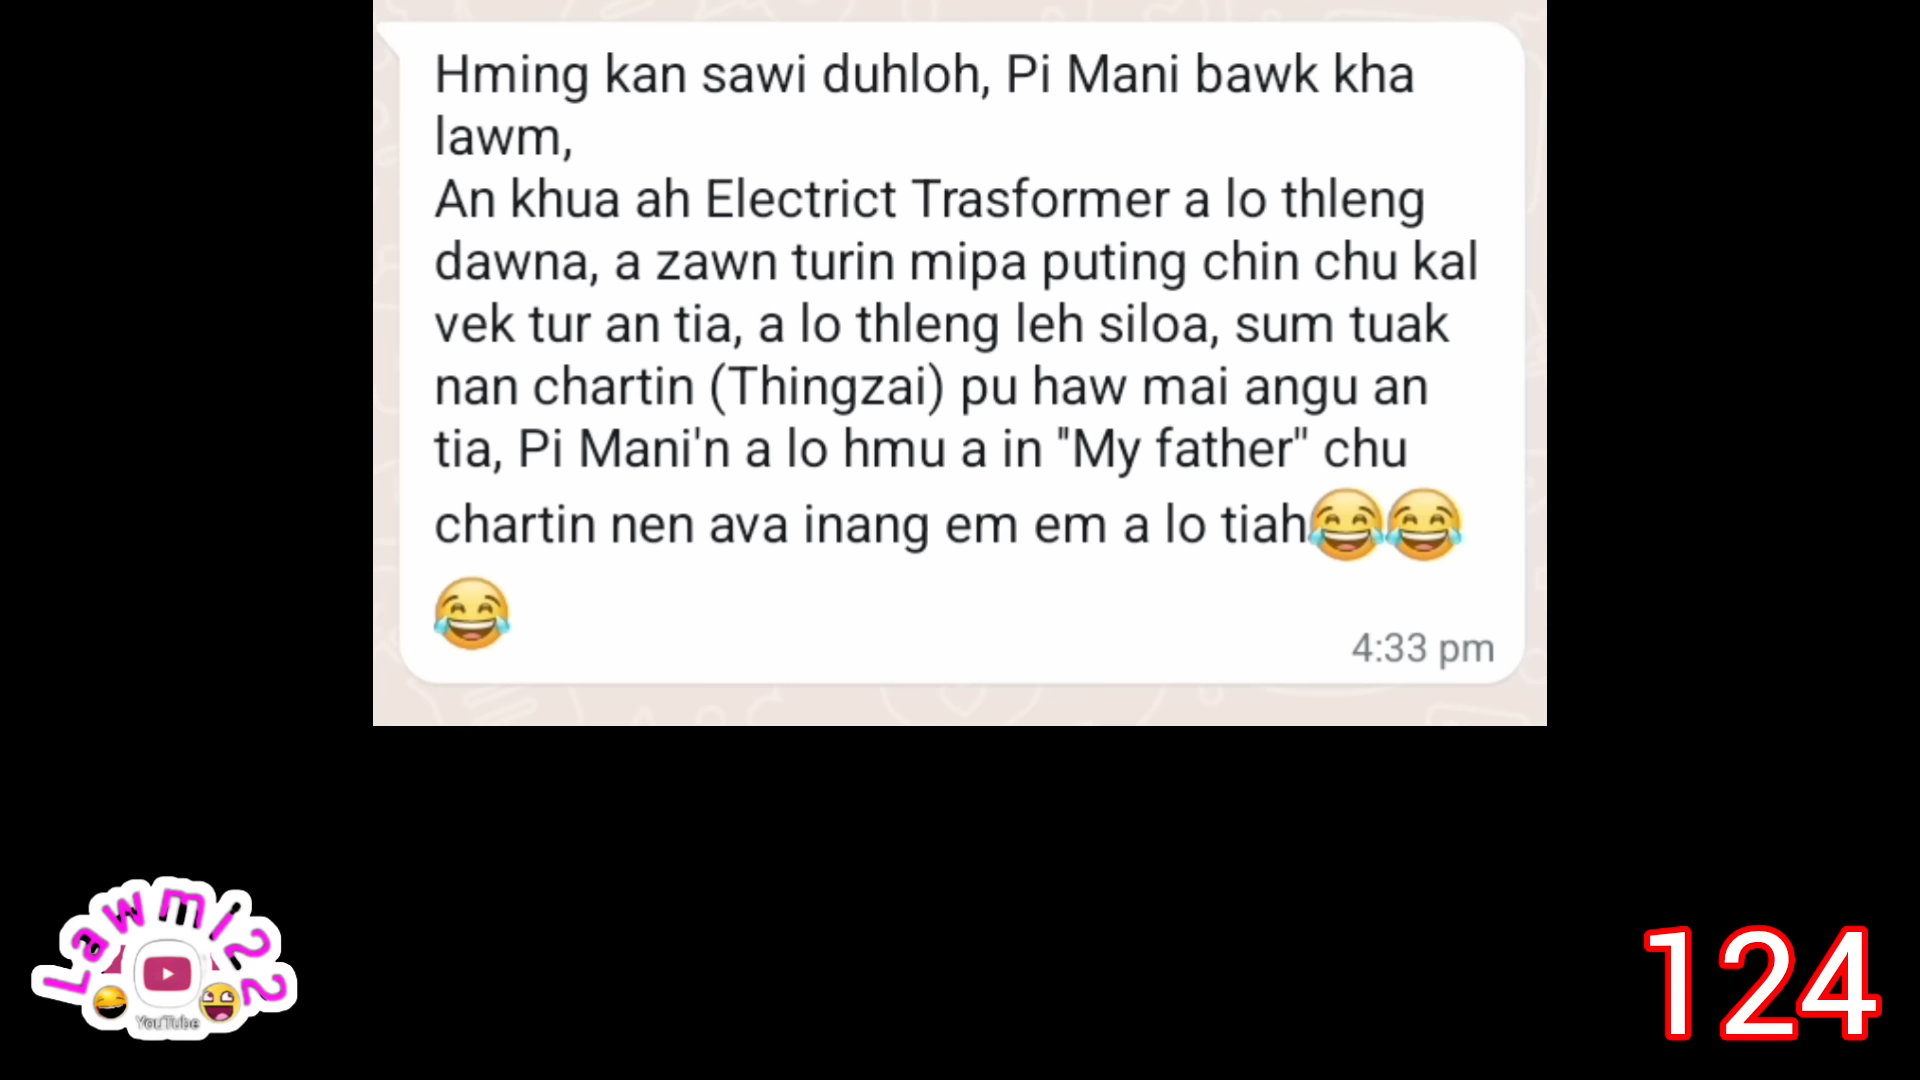 Hming kan sawi duhloh, Pi Mani bawk kha
lawm,
An khua ah Electrict Trasformer a lo thleng
dawna, a zawn turin mipa puting chin chu kal
vek tur an tia, a lo thleng leh siloa, sum tuak
nan chartin (Thingzai) pu haw mai angu an
tia, Pi Mani'n a lo hmu a in "My father" chu
chartin nen ava inang em em a lo tiah😂😂
😂
4:33 pm
Lawmi22
YouTube
124